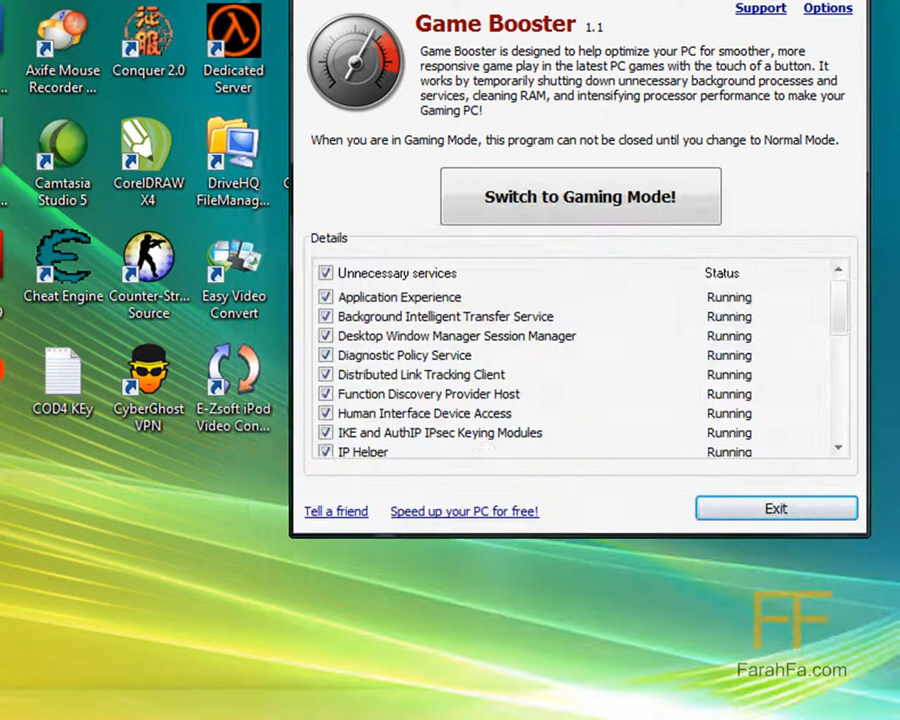 Axife Mouse
Recorder ...
Conquer 2.0
Dedicated
Server
Camtasia
Studio 5
CorelDRAW
X4
DriveHQ
FileManag...
Cheat Engine
Counter-Str...
Source
Easy Video
Convert
COD4 KEy
CyberGhost
VPN
E-Zsoft iPod
Video Con...
Support Options
Game Booster 1.1
Game Booster is designed to help optimize your PC for smoother, more
responsive game play in the latest PC games with the touch of a button. It
works by temporarily shutting down unnecessary background processes and
services, cleaning RAM, and intensifying processor performance to make your
Gaming PC!
When you are in Gaming Mode, this program can not be closed until you change to Normal Mode.
Switch to Gaming Mode!
Details
Unnecessary services Status
Application Experience Running
Background Intelligent Transfer Service Running
Desktop Window Manager Session Manager Running
Diagnostic Policy Service Running
Distributed Link Tracking Client Running
Function Discovery Provider Host Running
Human Interface Device Access Running
IKE and AuthIP IPsec Keying Modules Running
IP Helper Running
Tell a friend Speed up your PC for free! Exit
FF
FarahFa.com